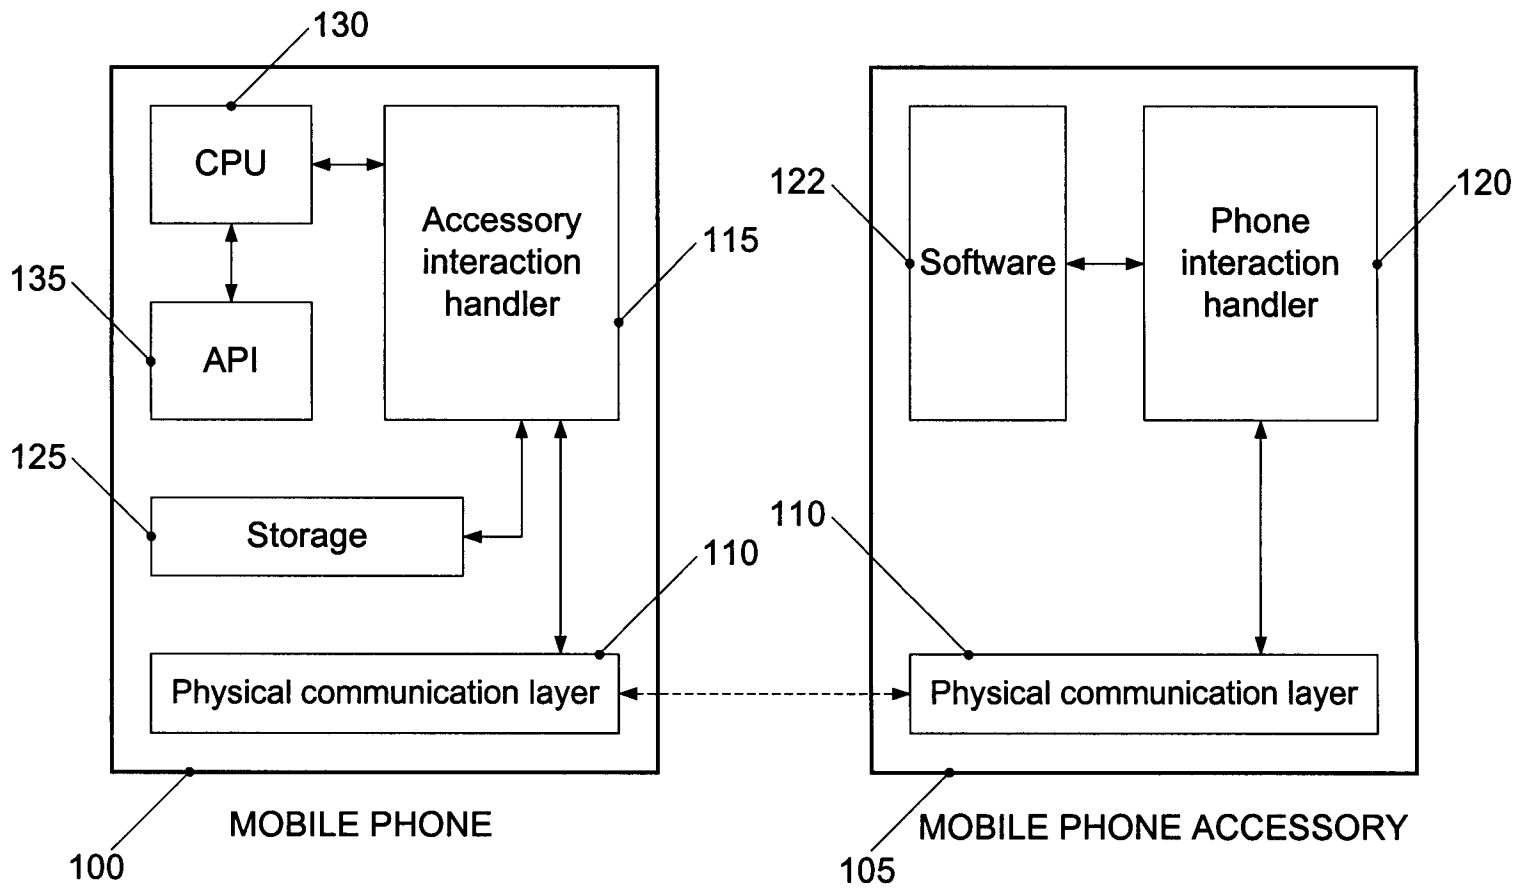 130
CPU
Accessory
interaction
handler
115
135
API
125
Storage
110
Physical communication layer
MOBILE PHONE
100
122
Software
Phone
interaction
handler
120
110
Physical communication layer
MOBILE PHONE ACCESSORY
105